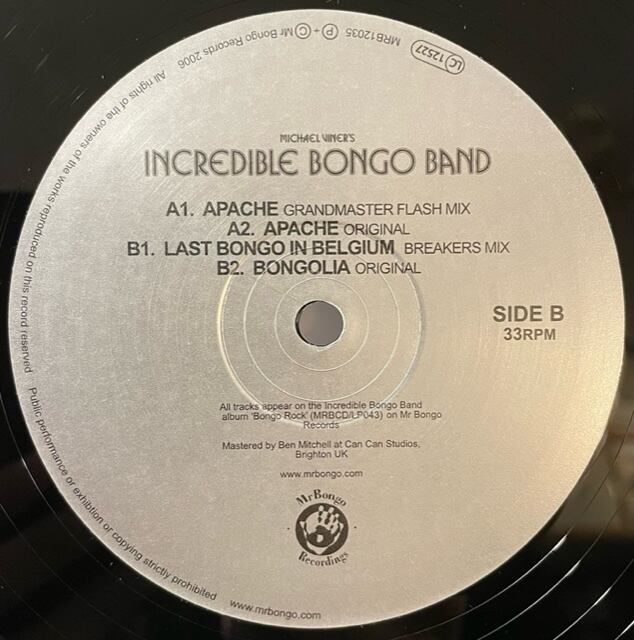 MICHAEL VINER'S
INCREDIBLE BONGO BAND
A1. APACHE GRANDMASTER FLASH MIX
A2. APACHE ORIGINAL
B1. LAST BONGO IN BELGIUM BREAKERS MIX
B2. BONGOLIA ORIGINAL
SIDE B
33RPM
All tracks appear on the Incredible Bongo Band
album 'Bongo Rock' (MRBCD/LP043) on Mr Bongo
Records
Mastered by Ben Mitchell at Can Can Studios,
Brighton UK
www.mrbongo.com
MrBongo
Recordings
LC 12527
MRB12035 P + C Mr Bongo Records 2006 All rights of the owners of the works reproduced on this record reserved Public performance or exhibtion or copying strictly prohibited www.mrbongo.com